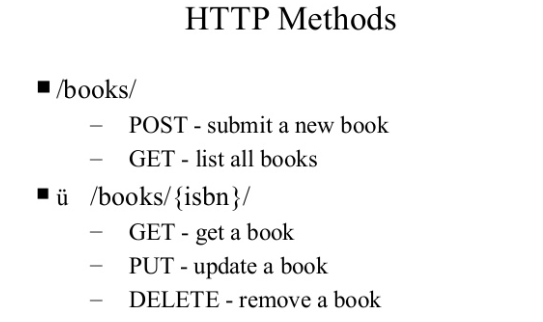 HTTP Methods
■ /books/
– POST - submit a new book
– GET - list all books
■ ü /books/{isbn}/
– GET - get a book
– PUT - update a book
– DELETE - remove a book